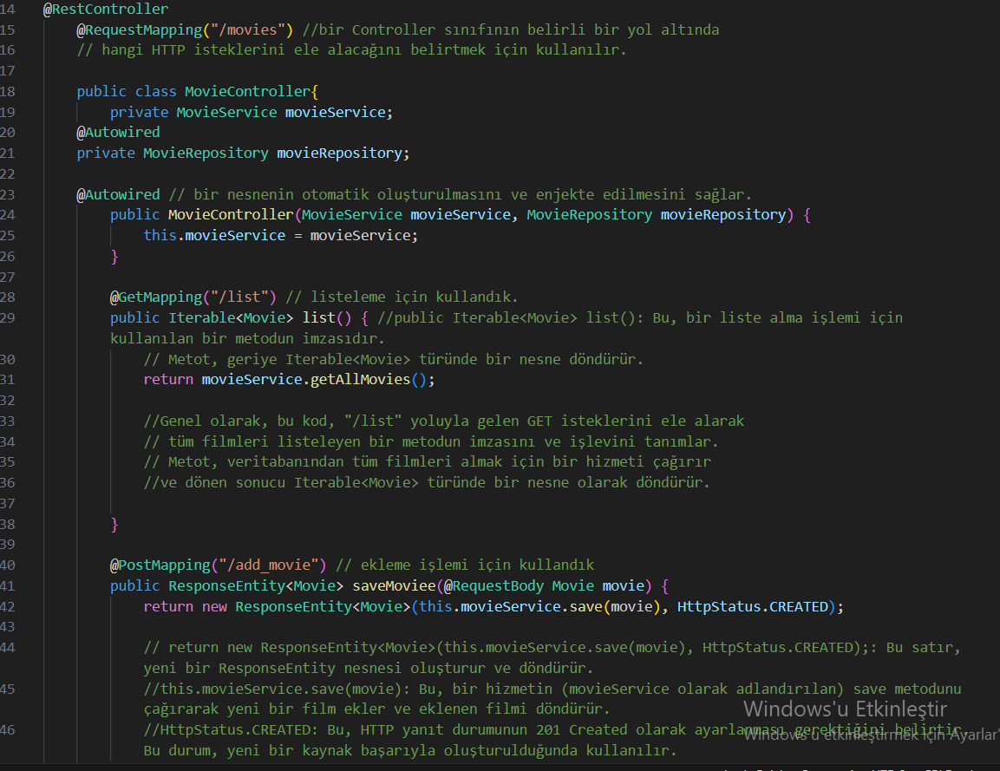 14 @RestController
15 @RequestMapping("/movies") //bir Controller sınıfının belirli bir yol altında
16 // hangi HTTP isteklerini ele alacağını belirtmek için kullanılır.
17
18 public class MovieController{
19 private MovieService movieService;
20 @Autowired
21 private MovieRepository movieRepository;
22
23 @Autowired // bir nesnenin otomatik oluşturulmasını ve enjekte edilmesini sağlar.
24 public MovieController(MovieService movieService, MovieRepository movieRepository) {
25 this.movieService = movieService;
26 }
27
28 @GetMapping("/list") // listeleme için kullandık.
29 public Iterable<Movie> list() { //public Iterable<Movie> list(): Bu, bir liste alma işlemi için
kullanılan bir metodun imzasıdır.
30 // Metot, geriye Iterable<Movie> türünde bir nesne döndürür.
31 return movieService.getAllMovies();
32
33 //Genel olarak, bu kod, "/list" yoluyla gelen GET isteklerini ele alarak
34 // tüm filmleri listeleyen bir metodun imzasını ve işlevini tanımlar.
35 // Metot, veritabanından tüm filmleri almak için bir hizmeti çağırır
36 //ve dönen sonucu Iterable<Movie> türünde bir nesne olarak döndürür.
37
38 }
39
40 @PostMapping("/add_movie") // ekleme işlemi için kullandık
41 public ResponseEntity<Movie> saveMoviee(@RequestBody Movie movie) {
42 return new ResponseEntity<Movie>(this.movieService.save(movie), HttpStatus.CREATED);
43
44 // return new ResponseEntity<Movie>(this.movieService.save(movie), HttpStatus.CREATED);: Bu satır,
yeni bir ResponseEntity nesnesi oluşturur ve döndürür.
45 //this.movieService.save(movie): Bu, bir hizmetin (movieService olarak adlandırılan) save metodunu
çağırarak yeni bir film ekler ve eklenen filmi döndürür.
Windows'u Etkinleştir
46 //HttpStatus.CREATED: Bu, HTTP yanıt durumunun 201 Created olarak ayarlanması gerektiğini belirtir.
Windows'u etkinleştirmek için Ayarlar'
Bu durum, yeni bir kaynak başarıyla oluşturulduğunda kullanılır.